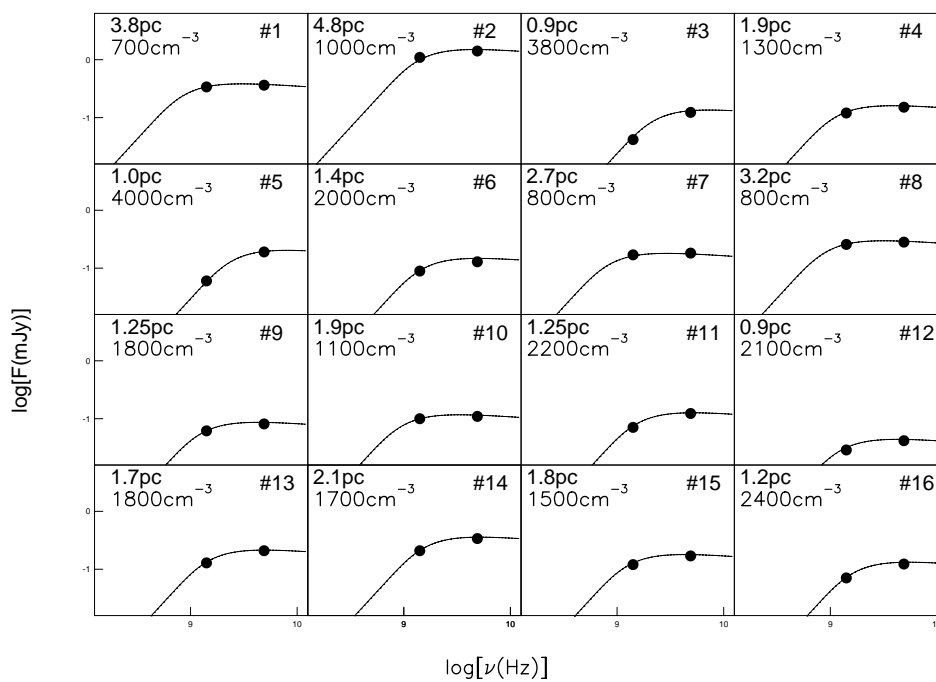 3.8pc #1
700cm⁻³
4.8pc #2
1000cm⁻³
0.9pc #3
3800cm⁻³
1.9pc #4
1300cm⁻³
0
-1
1.0pc #5
4000cm⁻³
1.4pc #6
2000cm⁻³
2.7pc #7
800cm⁻³
3.2pc #8
800cm⁻³
0
-1
1.25pc #9
1800cm⁻³
1.9pc #10
1100cm⁻³
1.25pc #11
2200cm⁻³
0.9pc #12
2100cm⁻³
0
-1
1.7pc #13
1800cm⁻³
2.1pc #14
1700cm⁻³
1.8pc #15
1500cm⁻³
1.2pc #16
2400cm⁻³
0
-1
9 10 9 10 9 10 9
log[F(mJy)]
log[ν(Hz)]